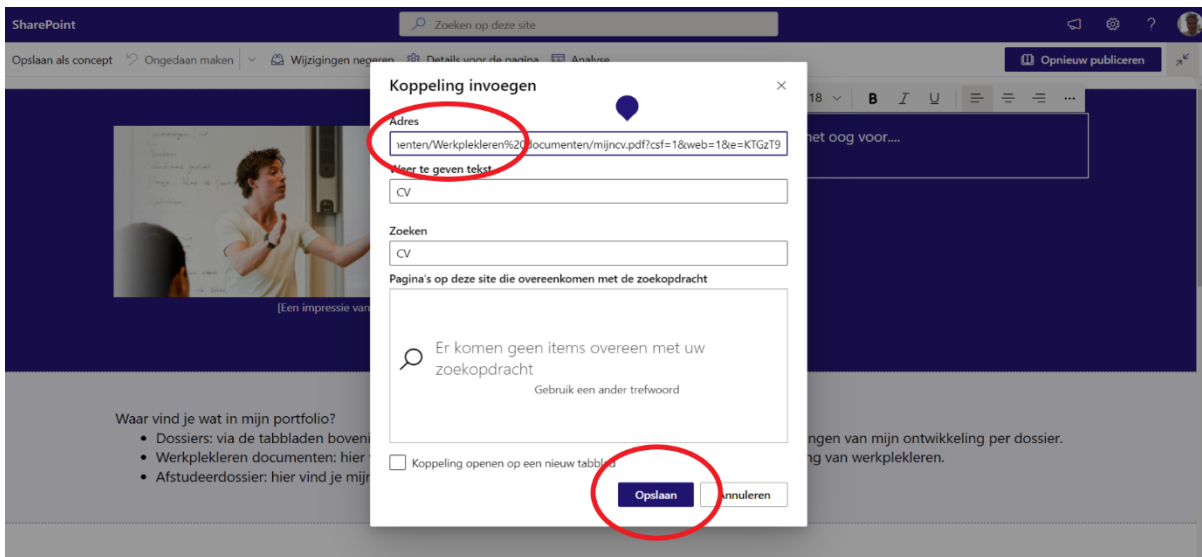 SharePoint
Zoeken op deze site
Opslaan als concept Ongedaan maken Wijzigingen negeren Details voor de pagina Analyse Opnieuw publiceren
Koppeling invoegen
18 B I U
Adres
nenten/Werkplekleren%20documenten/mijncv.pdf?csf=1&web=1&e=KTGzT9
het oog voor....
Weer te geven tekst
CV
Zoeken
CV
Pagina's op deze site die overeenkomen met de zoekopdracht
[Een impressie van
Er komen geen items overeen met uw
zoekopdracht
Gebruik een ander trefwoord
Waar vind je wat in mijn portfolio?
• Dossiers: via de tabbladen boveni ngen van mijn ontwikkeling per dossier.
• Werkplekleren documenten: hier ng van werkplekleren.
Koppeling openen op een nieuw tabblad
• Afstudeerdossier: hier vind je mijn
Opslaan Annuleren